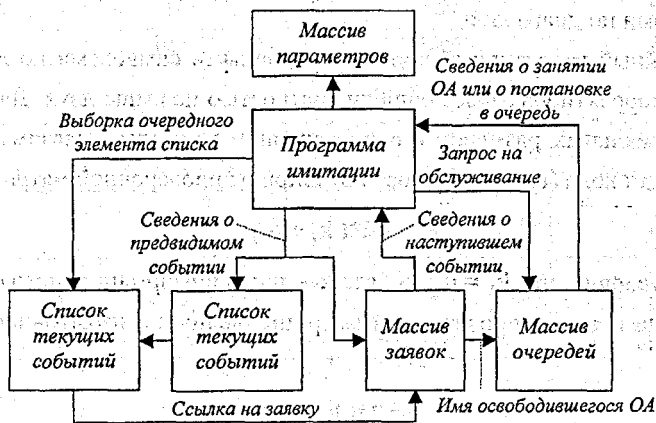 Массив
параметров
Сведения о занятии
ОА или о постановке
в очередь
Выборка очередного
элемента списка
Программа
имитации
Запрос на
обслуживание
Сведения о
предвидимом
событии
Сведения о
наступившем
событии
Список
текущих
событий
Список
текущих
событий
Массив
заявок
Массив
очередей
Ссылка на заявку
Имя освободившегося ОА